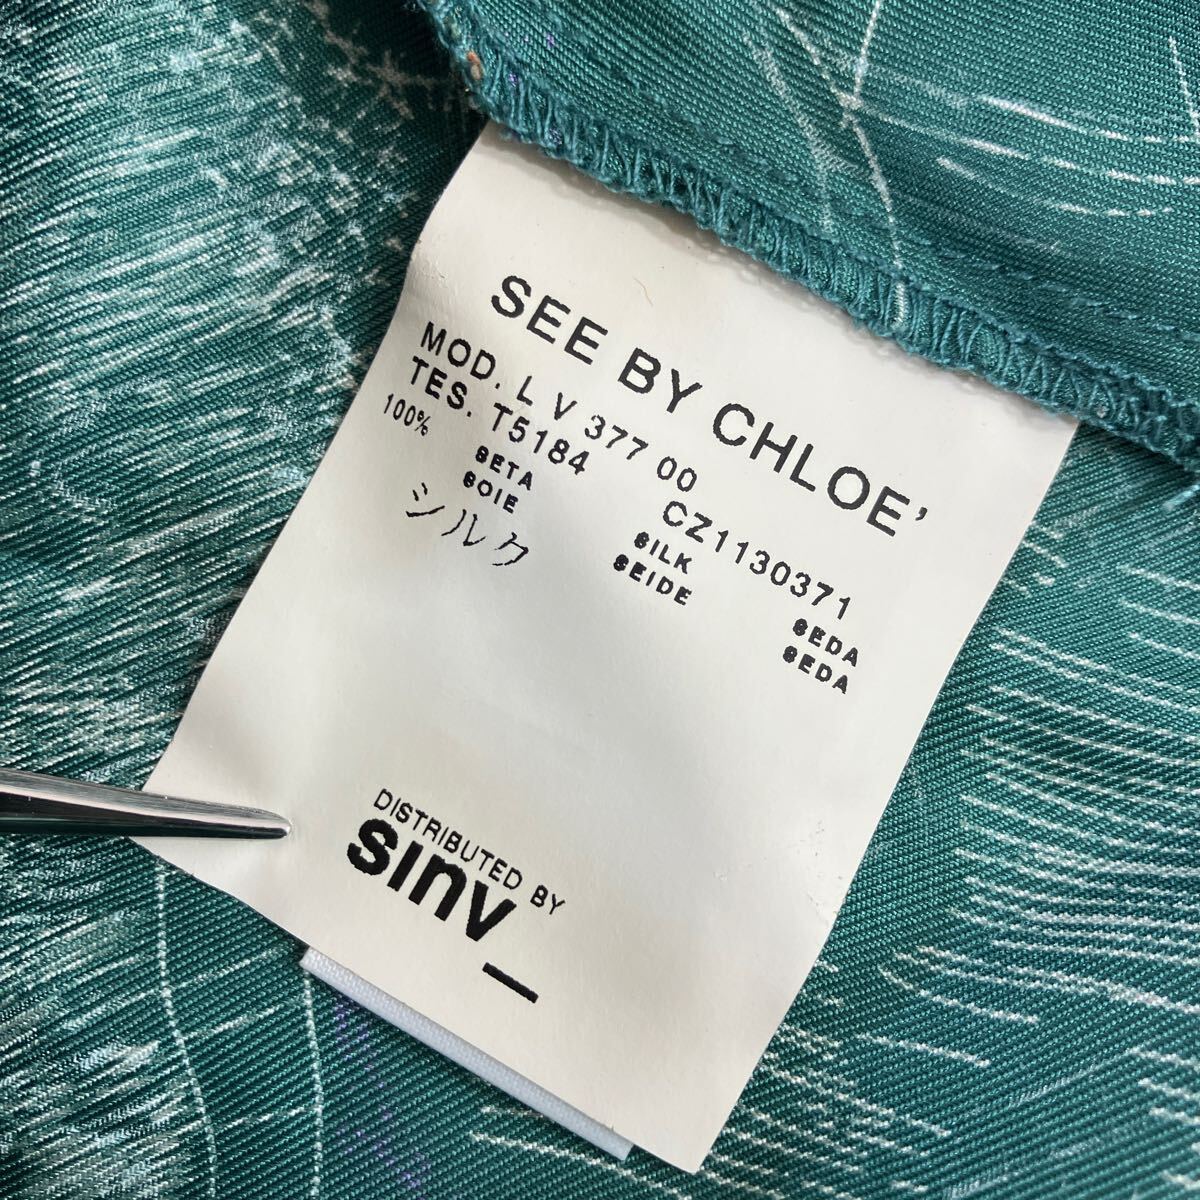 SEE BY CHLOE'
MOD. L V 377 00 CZ1130371
TES. T5184
100% SETA SILK SEDA
SOIE SEIDE SEDA
シルク
DISTRIBUTED BY
sinv_